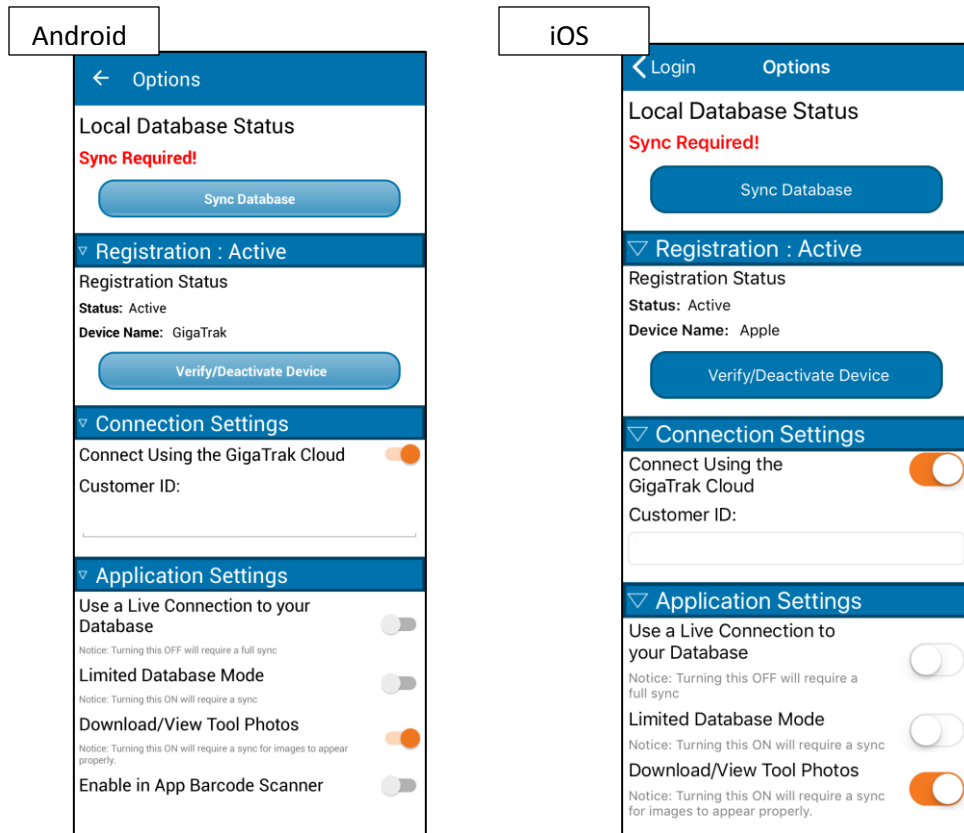 Android
Options
Local Database Status
Sync Required!
Sync Database
Registration : Active
Registration Status
Status: Active
Device Name: GigaTrak
Verify/Deactivate Device
Connection Settings
Connect Using the GigaTrak Cloud
Customer ID:
Application Settings
Use a Live Connection to your
Database
Notice: Turning this OFF will require a full sync
Limited Database Mode
Notice: Turning this ON will require a sync
Download/View Tool Photos
Notice: Turning this ON will require a sync for images to appear
properly.
Enable in App Barcode Scanner
iOS
Login Options
Local Database Status
Sync Required!
Sync Database
Registration : Active
Registration Status
Status: Active
Device Name: Apple
Verify/Deactivate Device
Connection Settings
Connect Using the
GigaTrak Cloud
Customer ID:
Application Settings
Use a Live Connection to
your Database
Notice: Turning this OFF will require a
full sync
Limited Database Mode
Notice: Turning this ON will require a sync
Download/View Tool Photos
Notice: Turning this ON will require a sync
for images to appear properly.